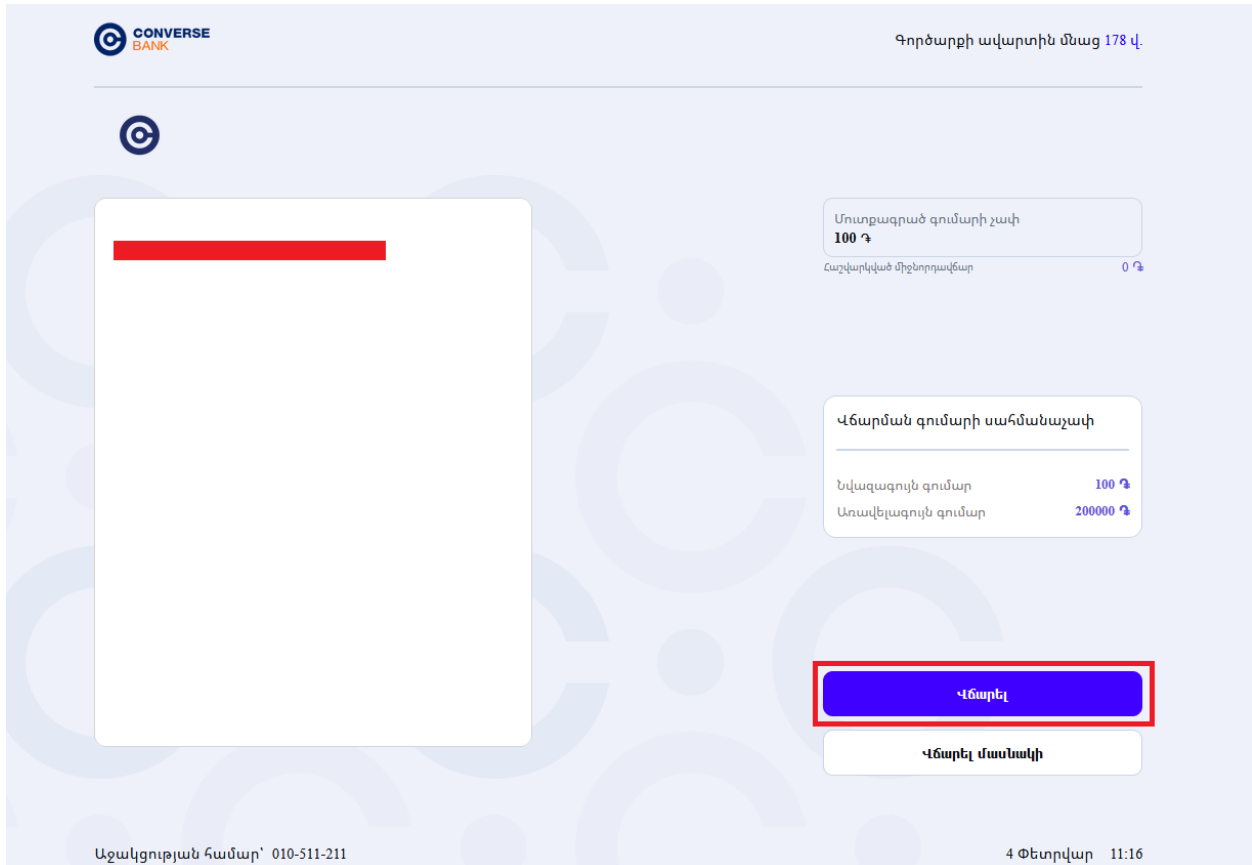 CONVERSE
BANK
Գործարքի ավարտին մնաց 178 վ.
Մուտքագրած գումարի չափ
100 ֏
Հաշվարկված միջնորդավճար 0 ֏
Վճարման գումարի սահմանաչափ
Նվազագույն գումար 100 ֏
Առավելագույն գումար 200000 ֏
Վճարել
Վճարել մասնակի
Աջակցության համար՝ 010-511-211
4 Փետրվար 11:16